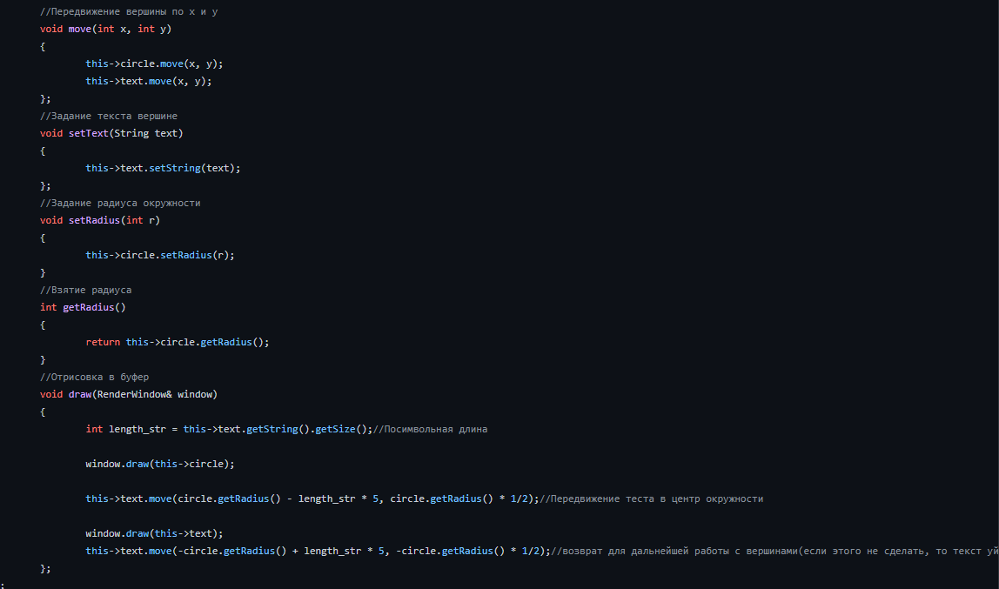 //Передвижение вершины по x и y
void move(int x, int y)
{
this->circle.move(x, y);
this->text.move(x, y);
};
//Задание текста вершине
void setText(String text)
{
this->text.setString(text);
};
//Задание радиуса окружности
void setRadius(int r)
{
this->circle.setRadius(r);
}
//Взятие радиуса
int getRadius()
{
return this->circle.getRadius();
}
//Отрисовка в буфер
void draw(RenderWindow& window)
{
int length_str = this->text.getString().getSize();//Посимвольная длина
window.draw(this->circle);
this->text.move(circle.getRadius() - length_str * 5, circle.getRadius() * 1/2);//Передвижение теста в центр окружности
window.draw(this->text);
this->text.move(-circle.getRadius() + length_str * 5, -circle.getRadius() * 1/2);//возврат для дальнейшей работы с вершинами(если этого не сделать, то текст уй
};